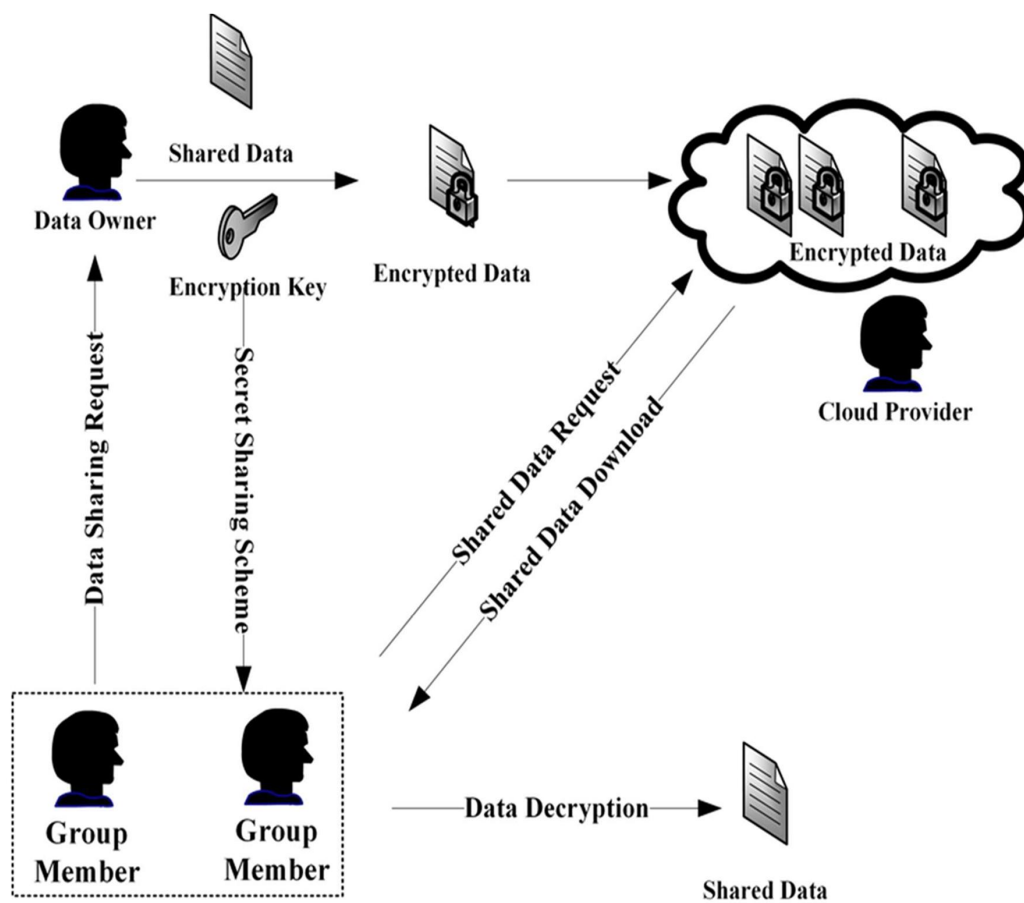 Shared Data
Data Owner
Encryption Key
Encrypted Data
Encrypted Data
Cloud Provider
Data Sharing Request
Secret Sharing Scheme
Shared Data Request
Shared Data Download
Group
Member
Group
Member
Data Decryption
Shared Data